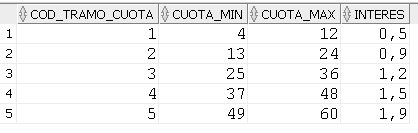 COD_TRAMO_CUOTA CUOTA_MIN CUOTA_MAX INTERES
1 1 4 12 0,5
2 2 13 24 0,9
3 3 25 36 1,2
4 4 37 48 1,5
5 5 49 60 1,9